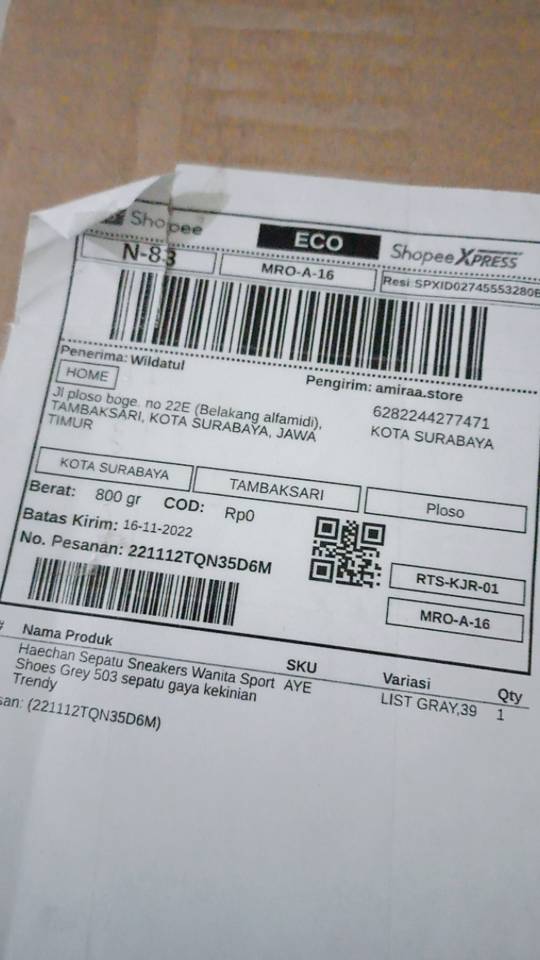 Shopee
ECO
Shopee XPRESS
N-83
MRO-A-16
Resi SPXID02745553280
Penerima: Wildatul
Pengirim: amiraa.store
HOME
Jl ploso boge. no 22E (Belakang alfamidi),
TAMBAKSARI, KOTA SURABAYA, JAWA
TIMUR
6282244277471
KOTA SURABAYA
KOTA SURABAYA
TAMBAKSARI
Ploso
Berat: 800 gr COD: Rp0
Batas Kirim: 16-11-2022
No. Pesanan: 221112TQN35D6M
RTS-KJR-01
MRO-A-16
# Nama Produk SKU Variasi Qty
Haechan Sepatu Sneakers Wanita Sport AYE LIST GRAY,39 1
Shoes Grey 503 sepatu gaya kekinian
Trendy
san: (221112TQN35D6M)